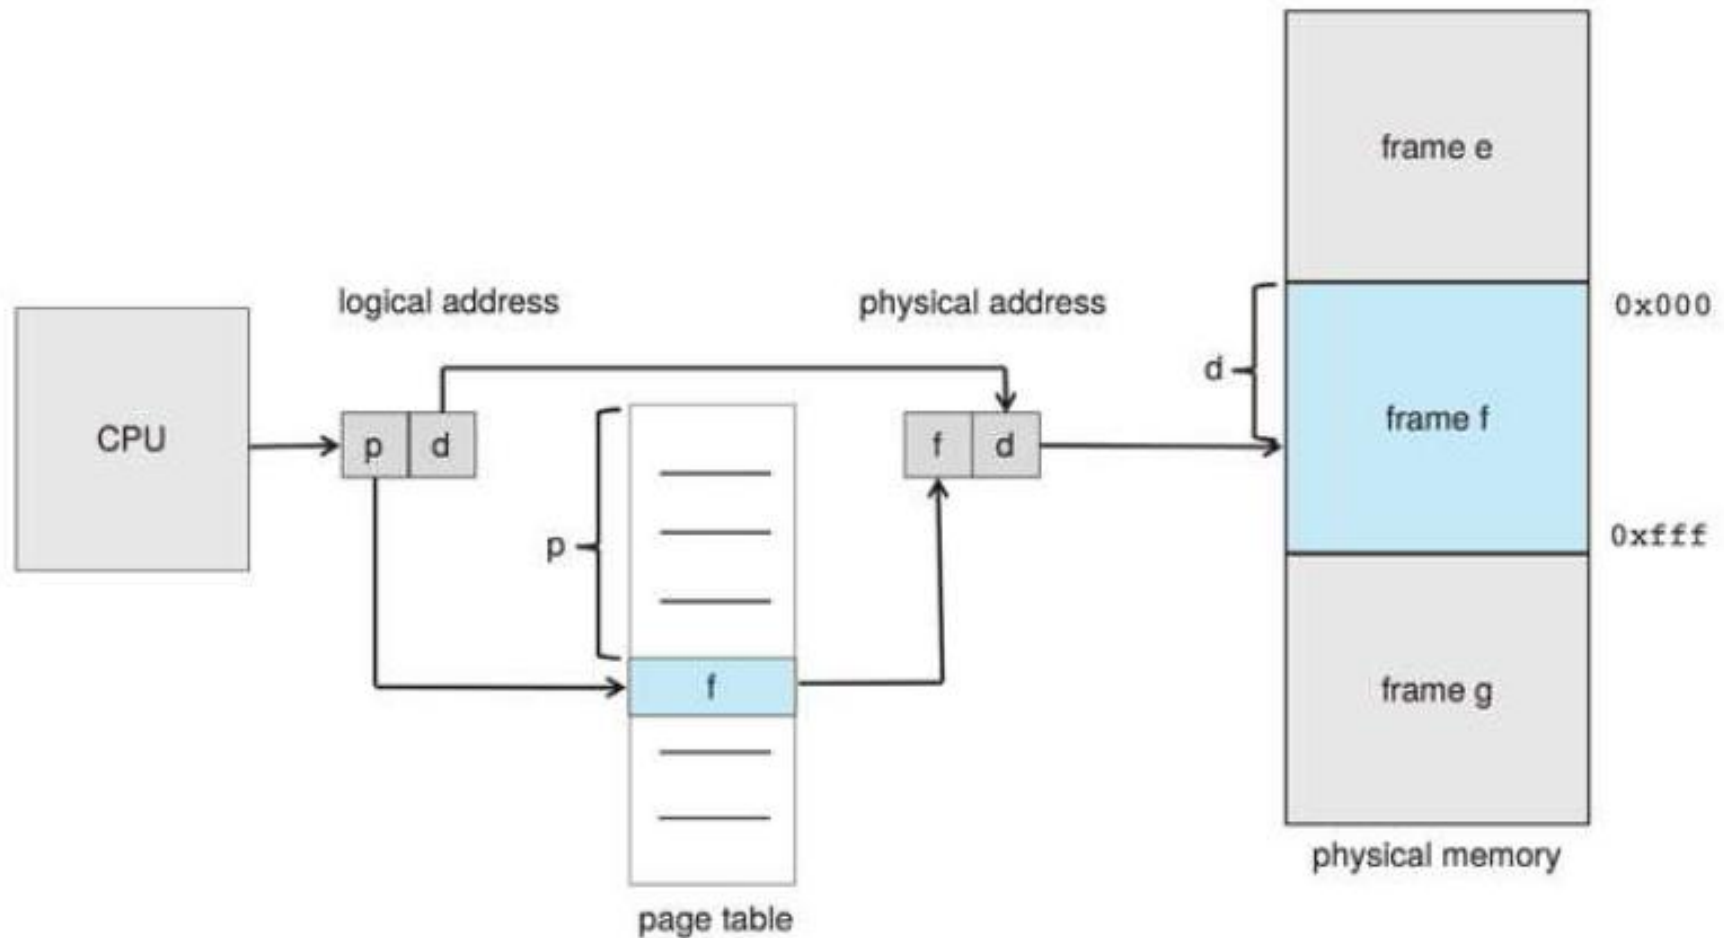 frame e
logical address
physical address
0x000
d
CPU
p d
f d
frame f
p
0xfff
f
frame g
physical memory
page table